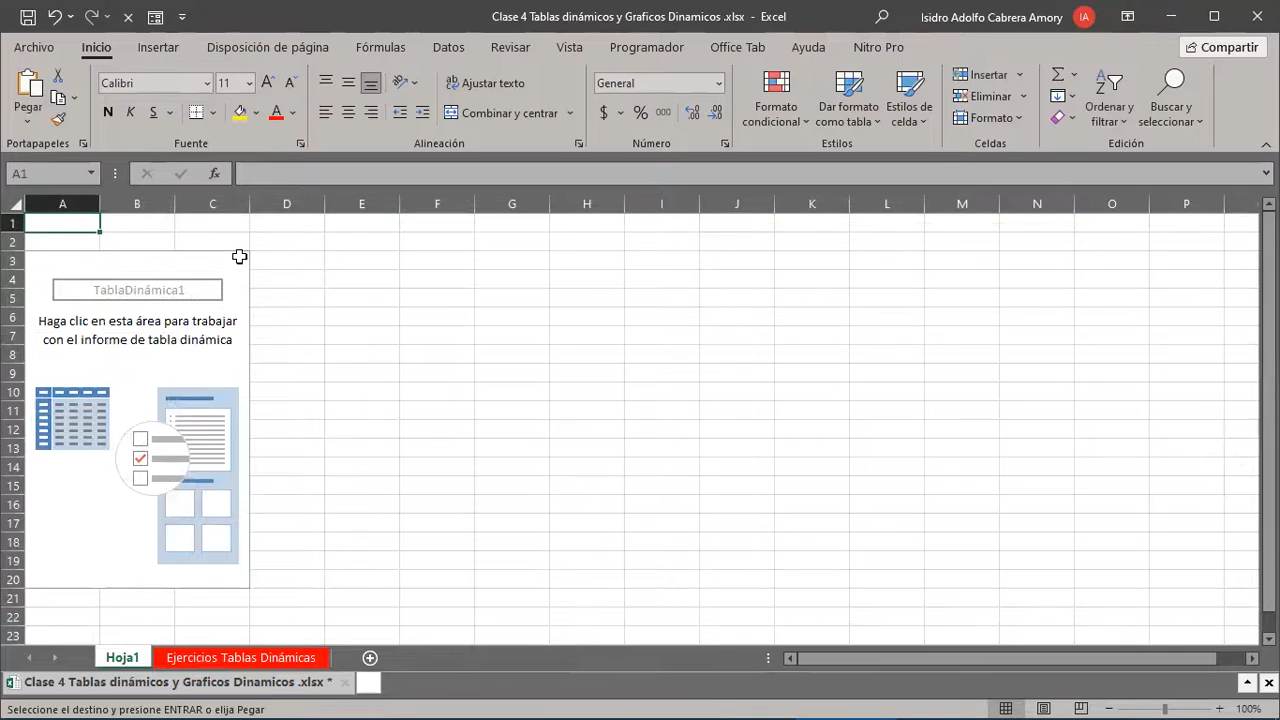 Clase 4 Tablas dinámicos y Graficos Dinamicos .xlsx - Excel
Isidro Adolfo Cabrera Amory
IA
Archivo Inicio Insertar Disposición de página Fórmulas Datos Revisar Vista Programador Office Tab Ayuda Nitro Pro
Compartir
Pegar
Portapapeles
Calibri 11
N K S
Fuente
Ajustar texto
Combinar y centrar
Alineación
General
$ % 000
Número
Formato condicional
Dar formato como tabla
Estilos de celda
Estilos
Insertar
Eliminar
Formato
Celdas
Ordenar y filtrar
Buscar y seleccionar
Edición
A1
fx
A B C D E F G H I J K L M N O P
1
2
3
4
5
6
7
8
9
10
11
12
13
14
15
16
17
18
19
20
21
22
23
TablaDinámica1
Haga clic en esta área para trabajar
con el informe de tabla dinámica
Hoja1 Ejercicios Tablas Dinámicas
Clase 4 Tablas dinámicos y Graficos Dinamicos .xlsx *
Seleccione el destino y presione ENTRAR o elija Pegar
100%